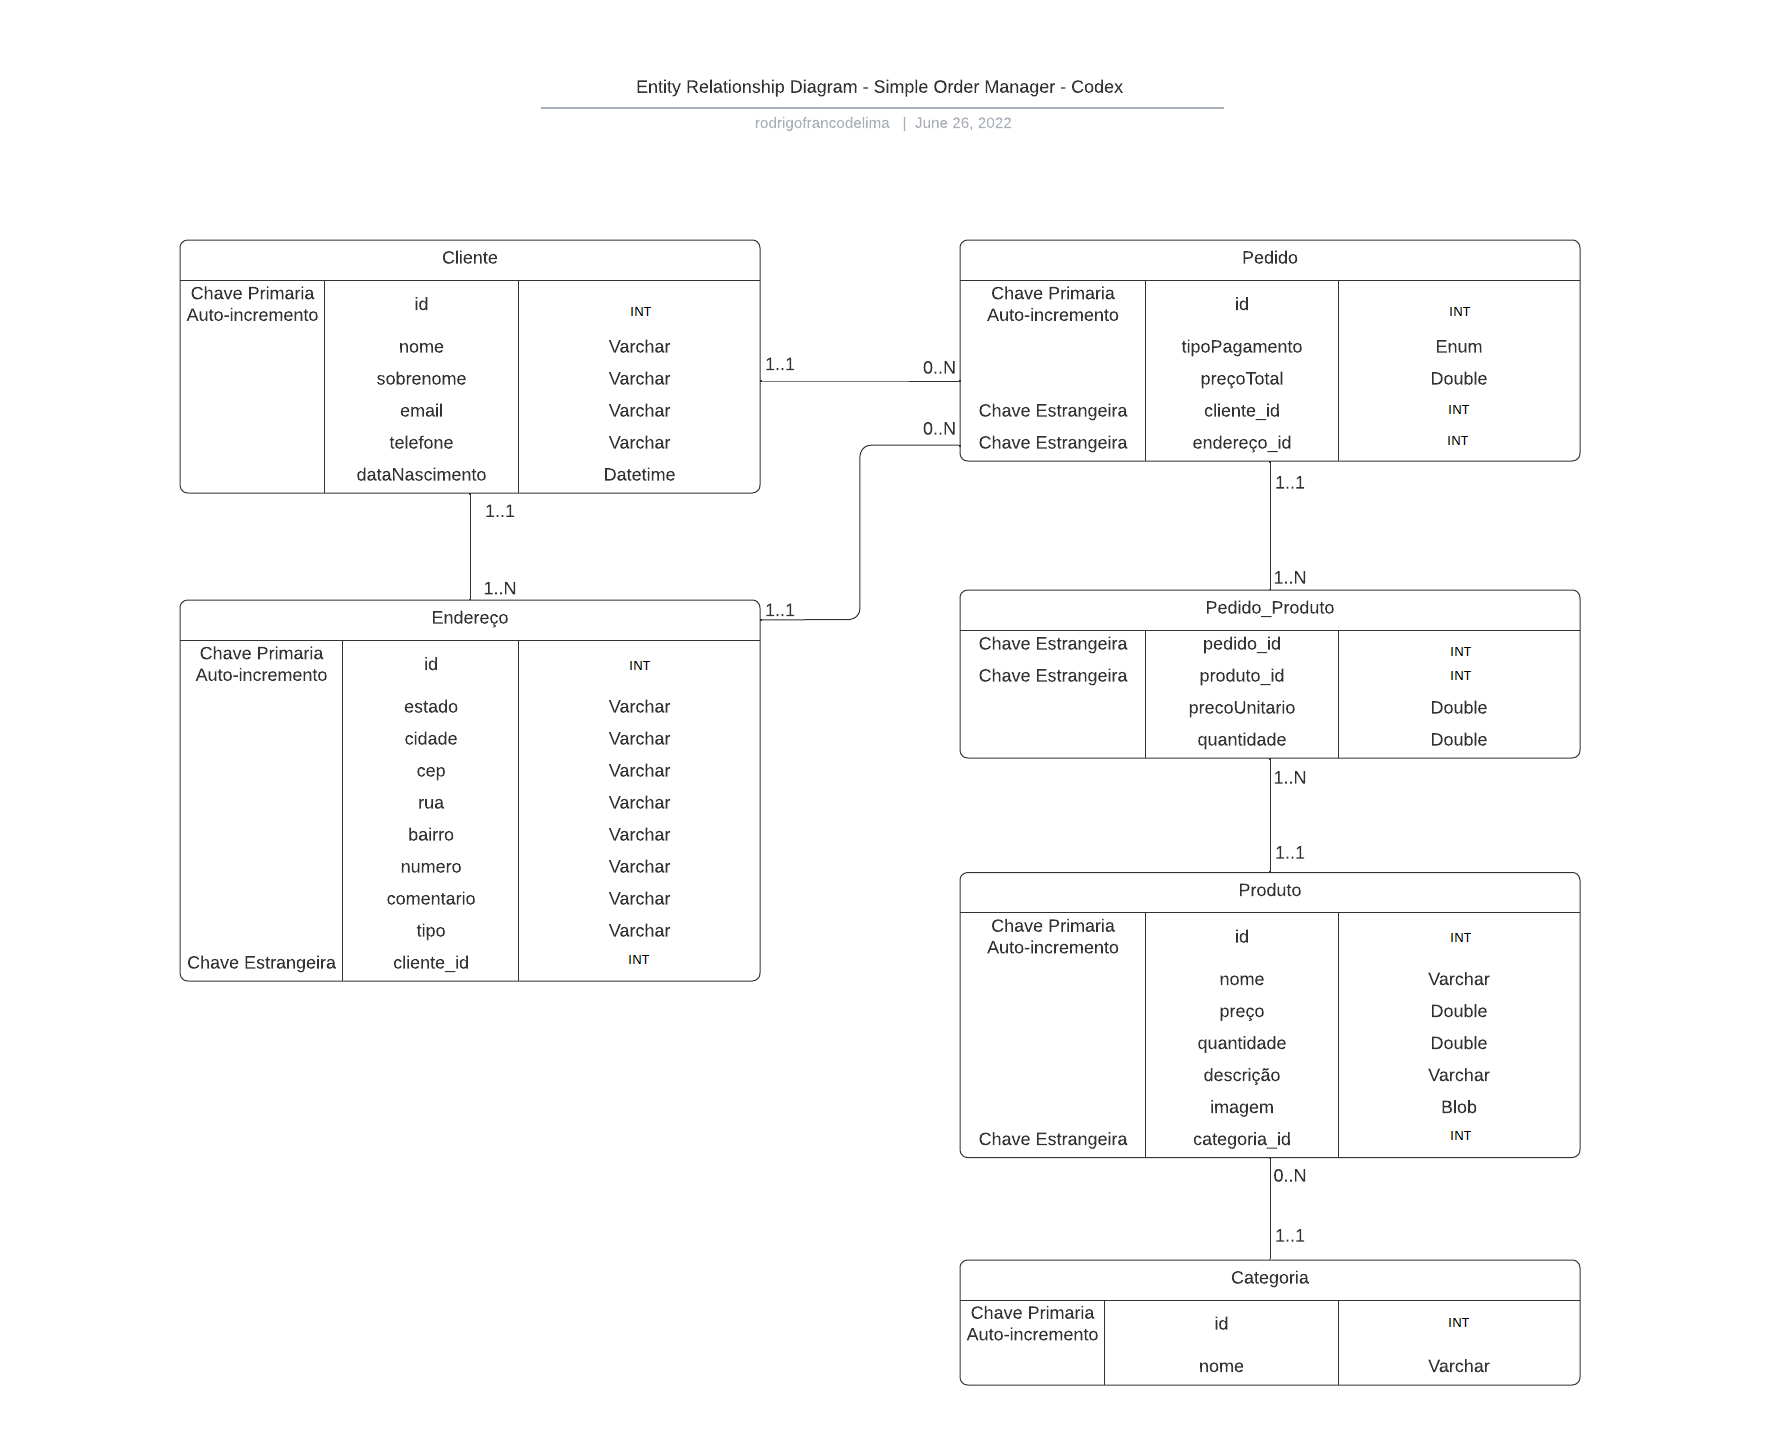 Entity Relationship Diagram - Simple Order Manager - Codex
rodrigofrancodelima | June 26, 2022
Cliente
Chave Primaria
Auto-incremento
id
INT
nome
Varchar
sobrenome
Varchar
email
Varchar
telefone
Varchar
dataNascimento
Datetime
1..1
0..N
0..N
Pedido
Chave Primaria
Auto-incremento
id
INT
tipoPagamento
Enum
preçoTotal
Double
Chave Estrangeira
cliente_id
INT
Chave Estrangeira
endereço_id
INT
1..1
1..N
1..1
Endereço
Chave Primaria
Auto-incremento
id
INT
estado
Varchar
cidade
Varchar
cep
Varchar
rua
Varchar
bairro
Varchar
numero
Varchar
comentario
Varchar
tipo
Varchar
Chave Estrangeira
cliente_id
INT
1..1
1..N
Pedido_Produto
Chave Estrangeira
pedido_id
INT
Chave Estrangeira
produto_id
INT
precoUnitario
Double
quantidade
Double
1..N
1..1
Produto
Chave Primaria
Auto-incremento
id
INT
nome
Varchar
preço
Double
quantidade
Double
descrição
Varchar
imagem
Blob
Chave Estrangeira
categoria_id
INT
0..N
1..1
Categoria
Chave Primaria
Auto-incremento
id
INT
nome
Varchar